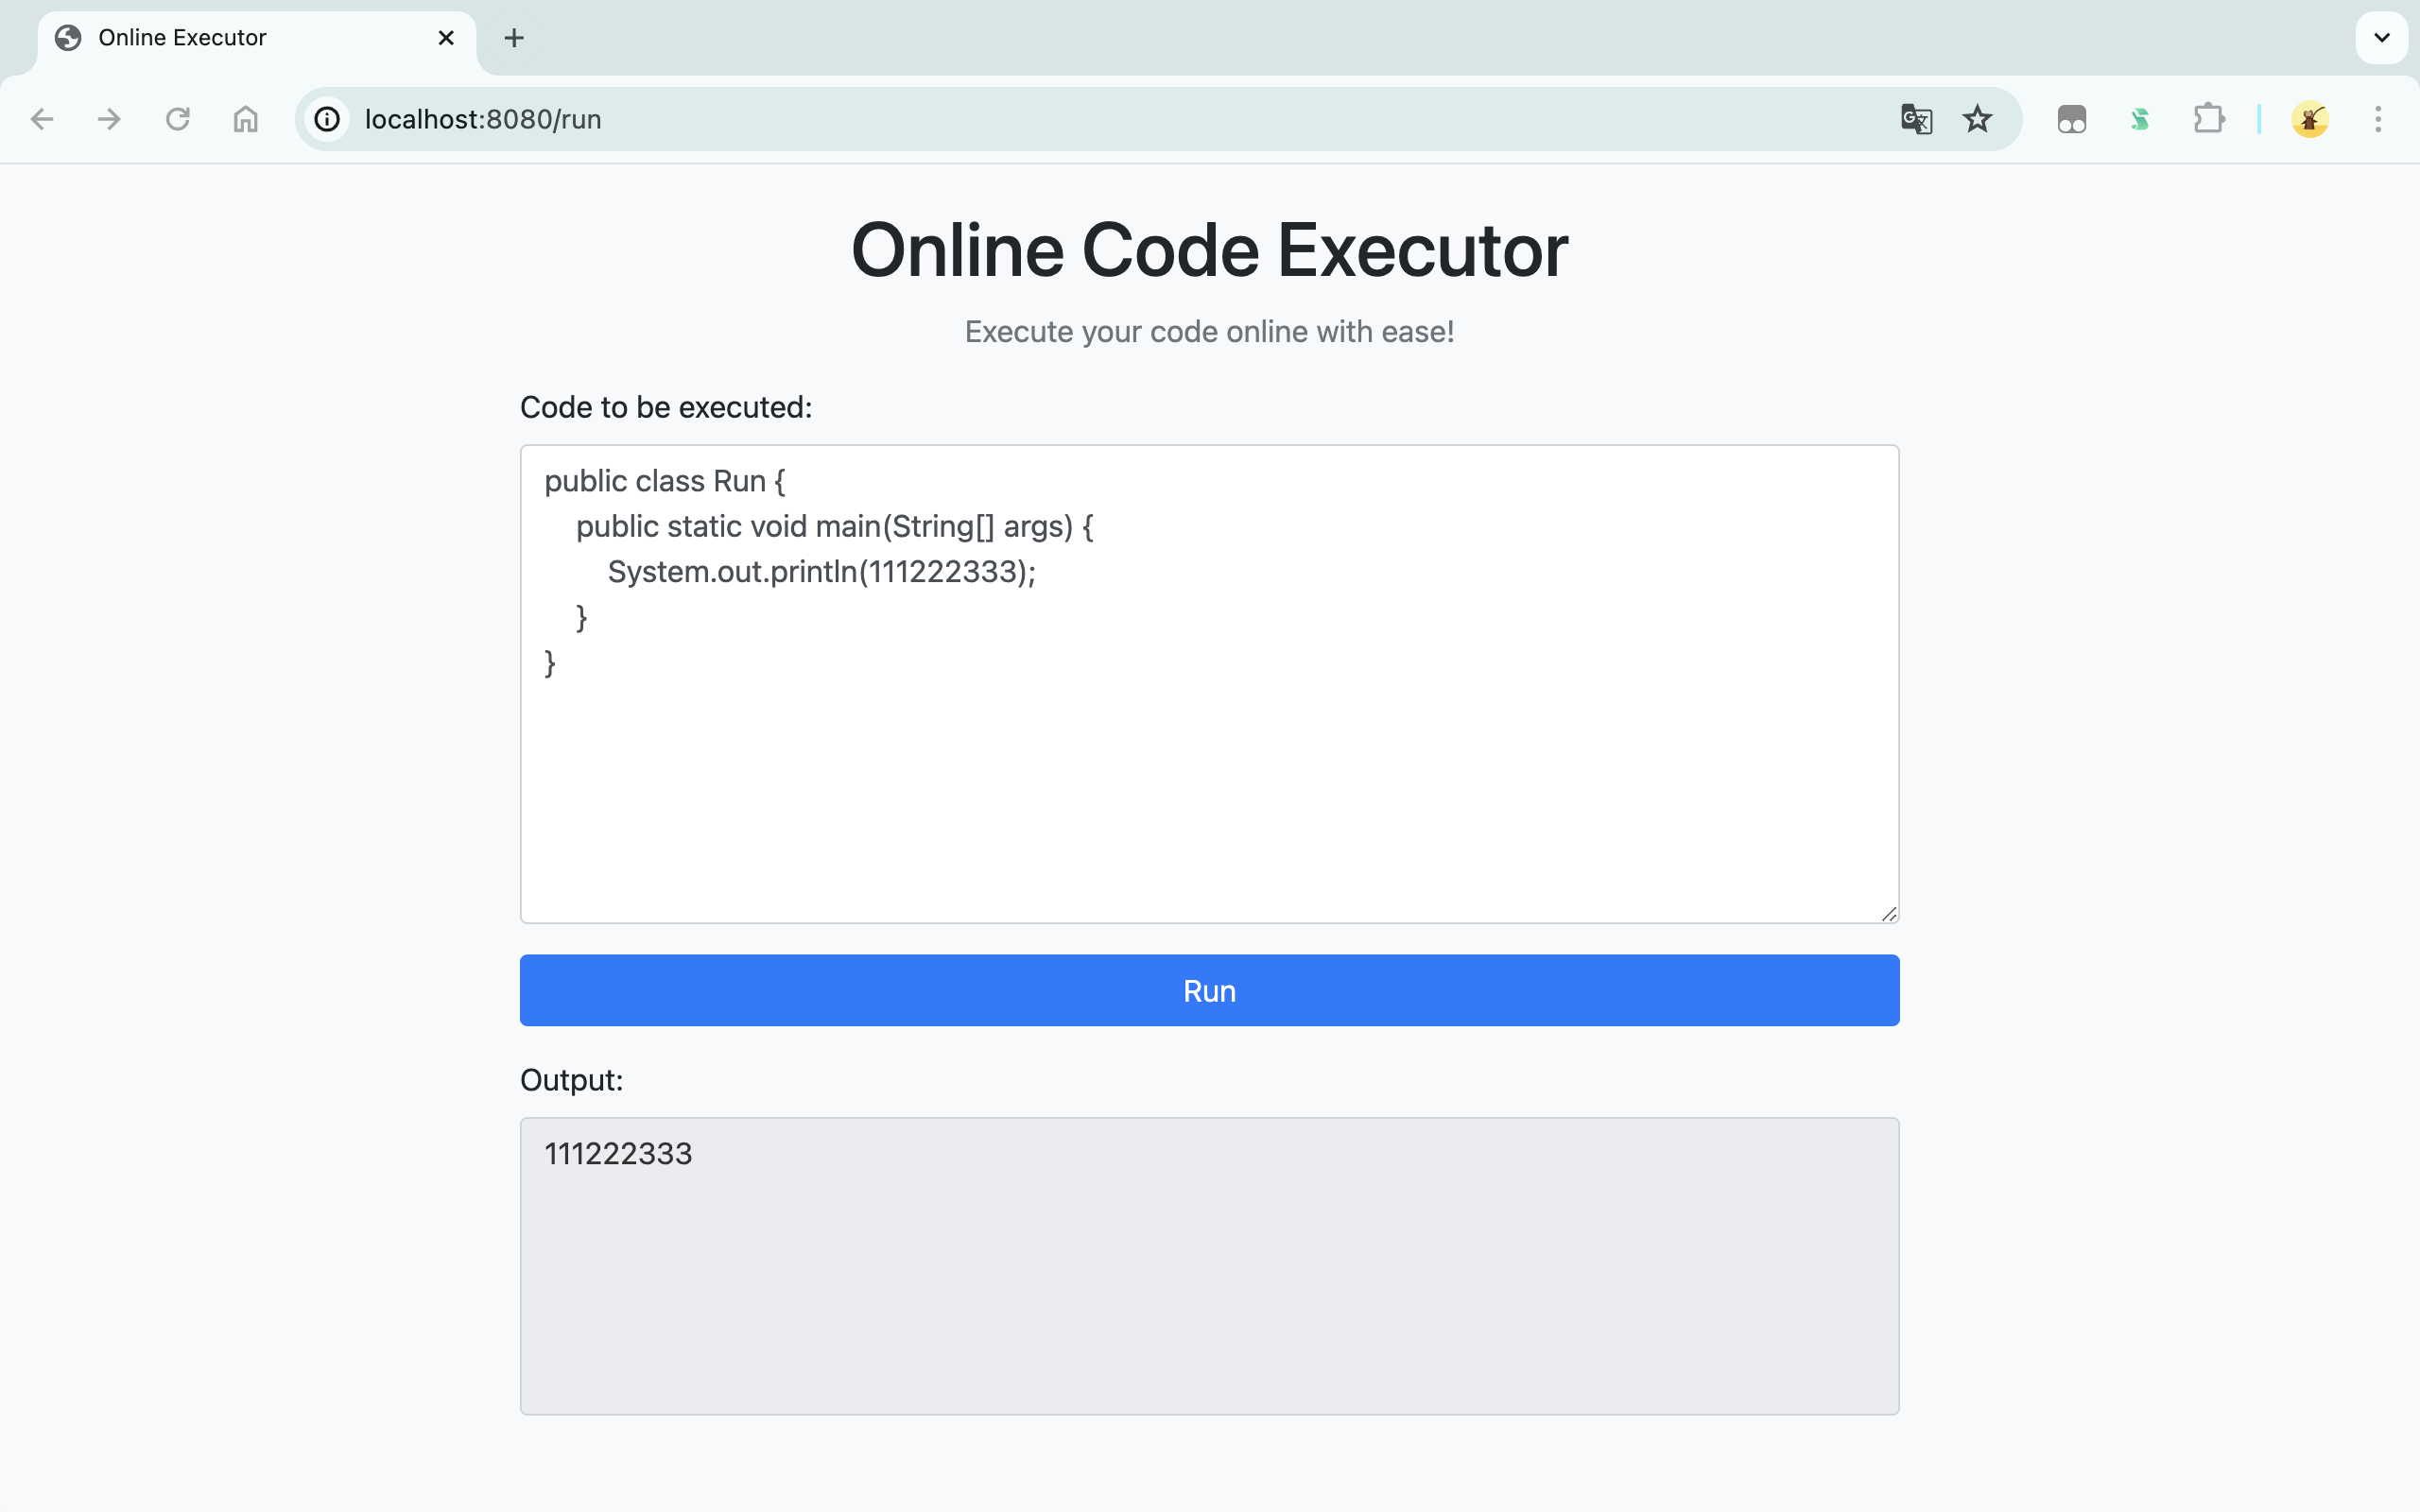 Online Executor
localhost:8080/run
Online Code Executor
Execute your code online with ease!
Code to be executed:
public class Run {
    public static void main(String[] args) {
        System.out.println(111222333);
    }
}
Run
Output:
111222333